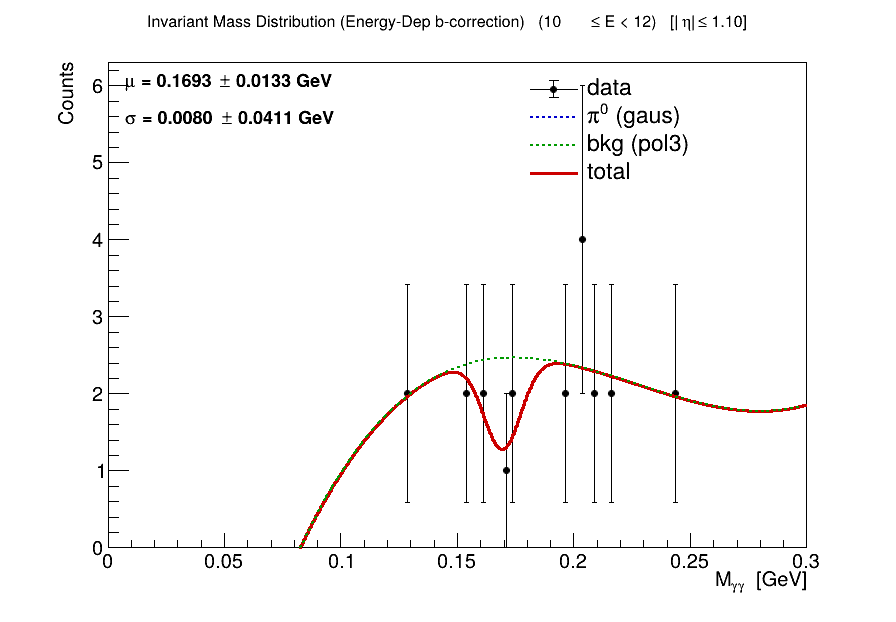 Invariant Mass Distribution (Energy-Dep b-correction) (10 ≤ E < 12) [|η| ≤ 1.10]
Counts
μ = 0.1693 ± 0.0133 GeV
σ = 0.0080 ± 0.0411 GeV
data
π⁰ (gaus)
bkg (pol3)
total
6
5
4
3
2
1
0
0 0.05 0.1 0.15 0.2 0.25 0.3
Mγγ [GeV]